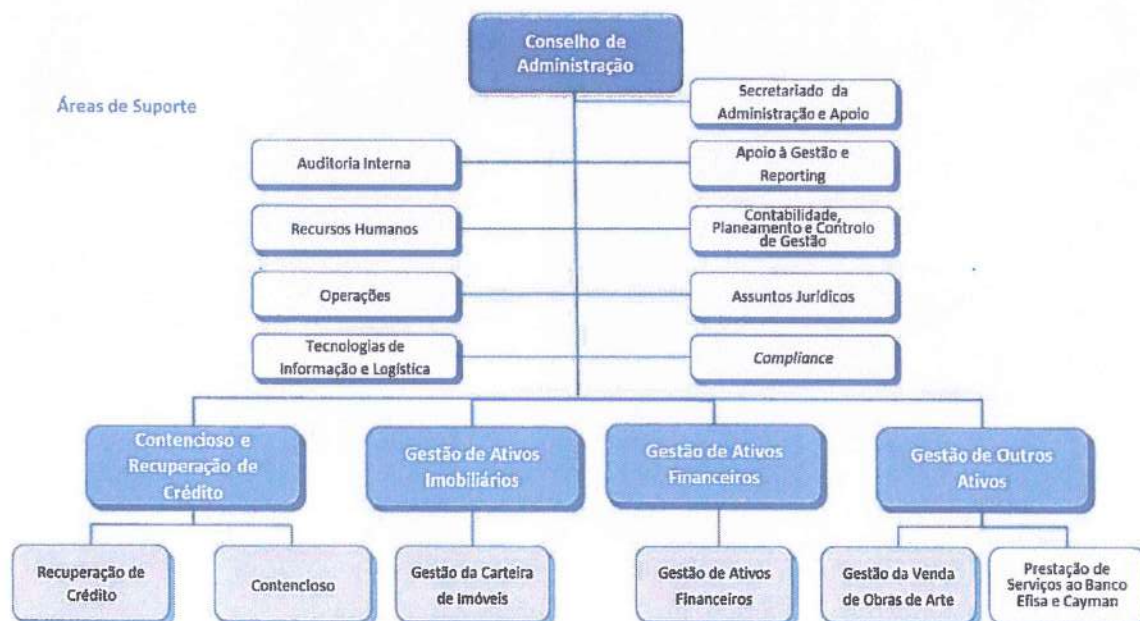 Conselho de
Administração
Áreas de Suporte
Secretariado da
Administração e Apoio
Auditoria Interna
Apoio à Gestão e
Reporting
Recursos Humanos
Contabilidade,
Planeamento e Controlo
de Gestão
Operações
Assuntos Jurídicos
Tecnologias de
Informação e Logística
Compliance
Contencioso e
Recuperação de
Crédito
Gestão de Ativos
Imobiliários
Gestão de Ativos
Financeiros
Gestão de Outros
Ativos
Recuperação de
Crédito
Contencioso
Gestão da Carteira
de Imóveis
Gestão de Ativos
Financeiros
Gestão da Venda
de Obras de Arte
Prestação de
Serviços ao Banco
Efisa e Cayman